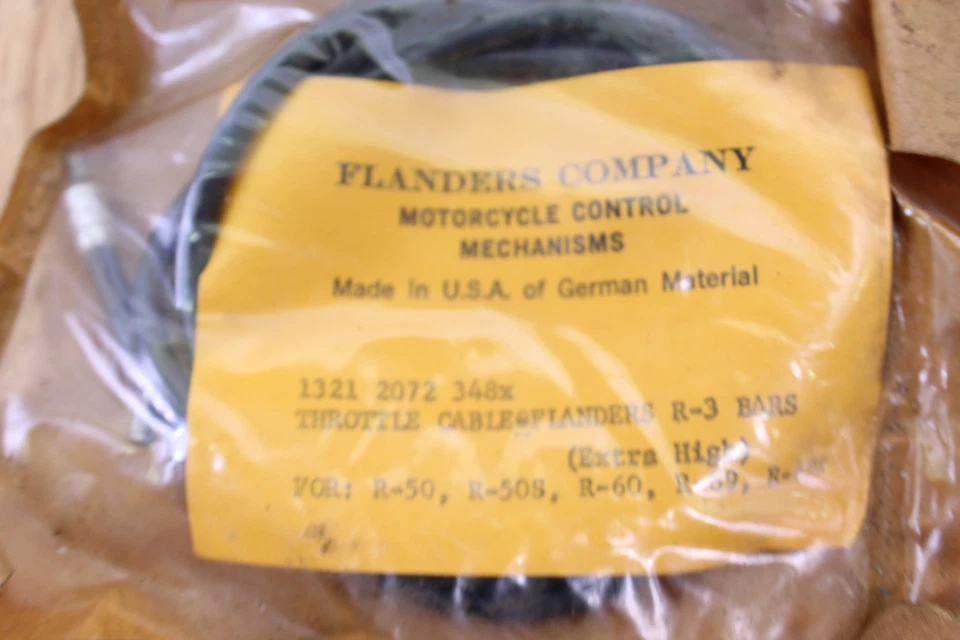 FLANDERS COMPANY
MOTORCYCLE CONTROL
MECHANISMS
Made in U.S.A. of German Material
1321 2072 348x
THROTTLE CABLE@FLANDERS R-3 BARS
(Extra High)
FOR: R-50, R-50S, R-60,